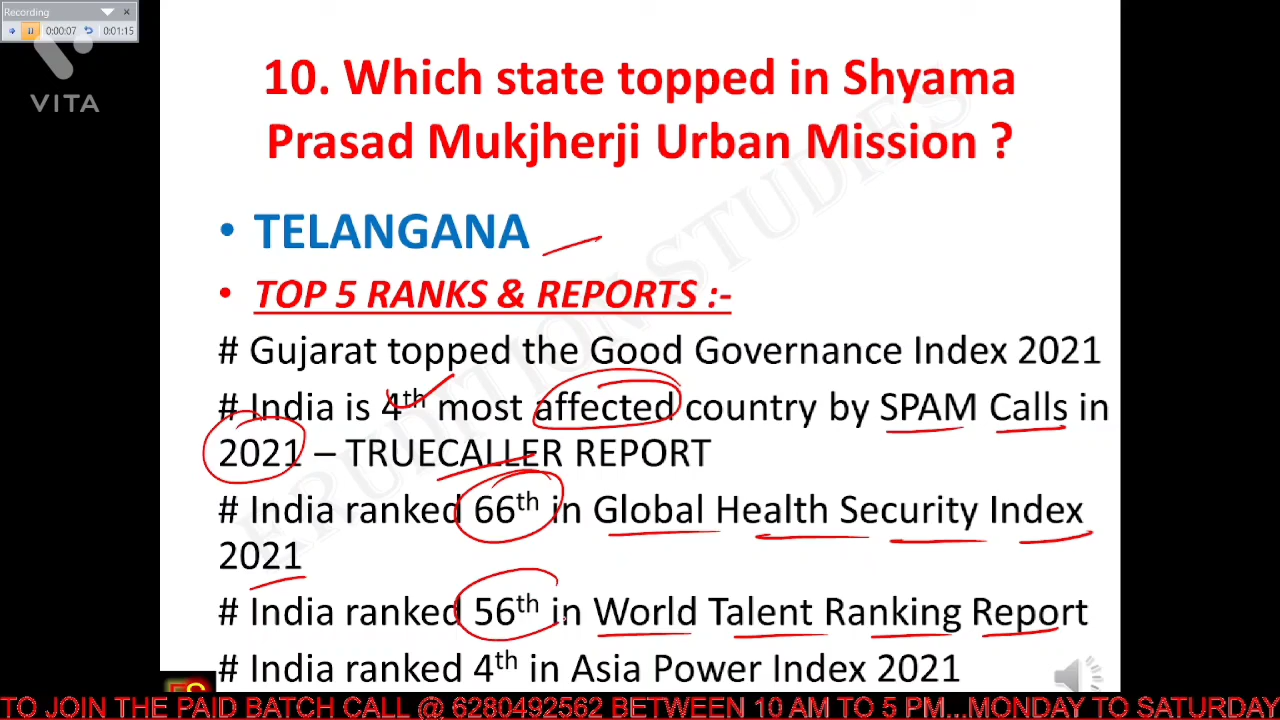 Recording
0:00:07
0:01:15
VITA
10. Which state topped in Shyama
Prasad Mukjherji Urban Mission ?
• TELANGANA
• TOP 5 RANKS & REPORTS :-
# Gujarat topped the Good Governance Index 2021
# India is 4th most affected country by SPAM Calls in
2021 – TRUECALLER REPORT
# India ranked 66th in Global Health Security Index
2021
# India ranked 56th in World Talent Ranking Report
# India ranked 4th in Asia Power Index 2021
ERUDITION STUDIES
TO JOIN THE PAID BATCH CALL @ 6280492562 BETWEEN 10 AM TO 5 PM...MONDAY TO SATURDAY